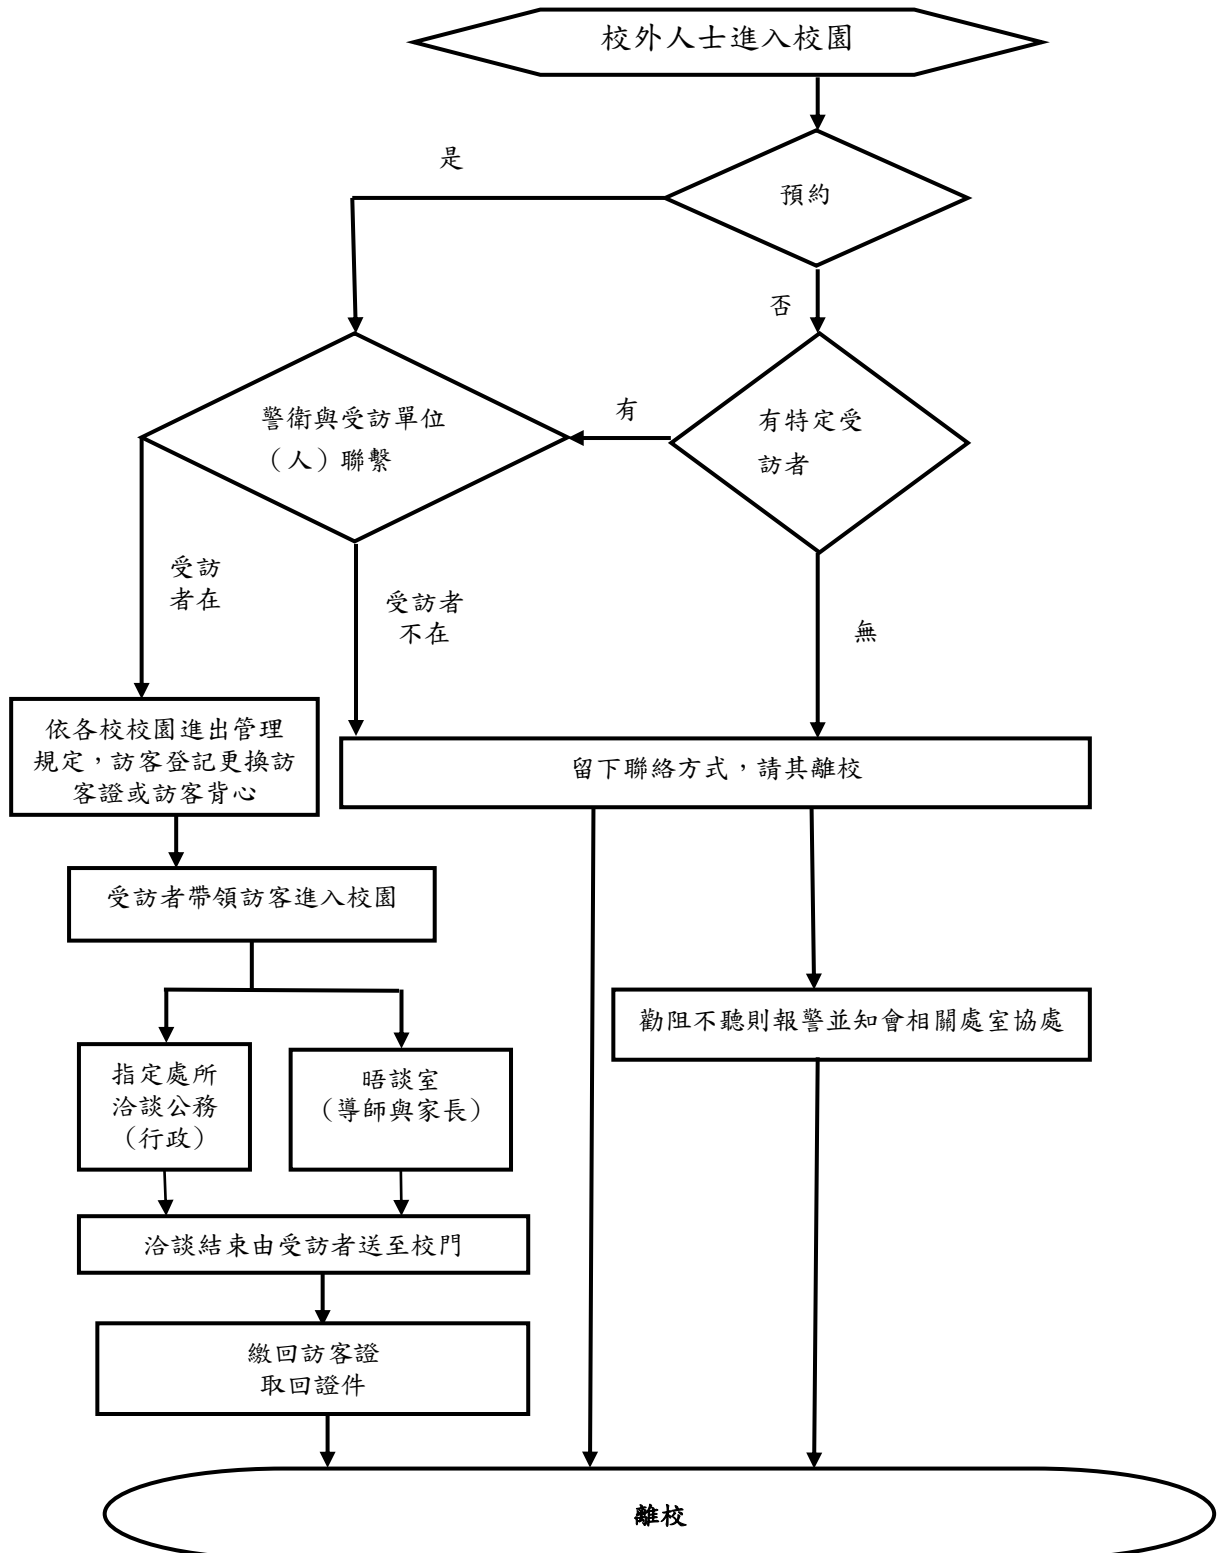 校外人士進入校園
是
預約
否
警衛與受訪單位
（人）聯繫
有
有特定受
訪者
受訪
者在
受訪者
不在
無
依各校校園進出管理
規定，訪客登記更換訪
客證或訪客背心
留下聯絡方式，請其離校
受訪者帶領訪客進入校園
勸阻不聽則報警並知會相關處室協處
指定處所
洽談公務
（行政）
晤談室
（導師與家長）
洽談結束由受訪者送至校門
繳回訪客證
取回證件
離校